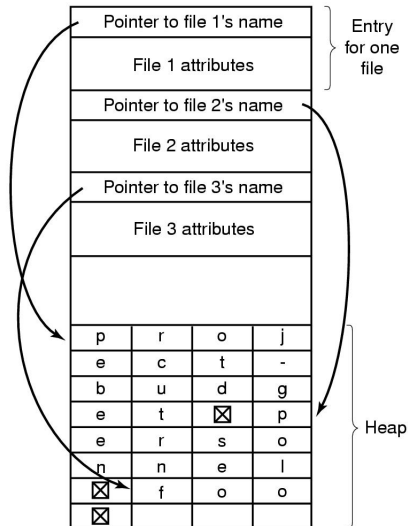 Pointer to file 1's name
Entry
for one
file
File 1 attributes
Pointer to file 2's name
File 2 attributes
Pointer to file 3's name
File 3 attributes
p r o j
e c t -
b u d g
e t ☒ p
e r s o
n n e l
☒ f o o
☒
Heap